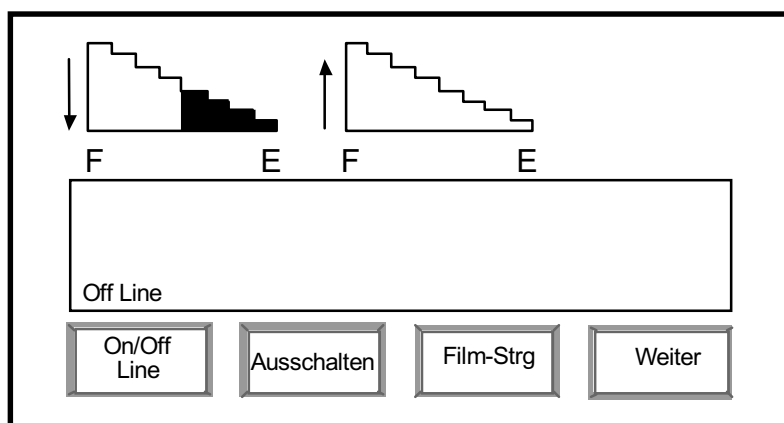 F E F E
Off Line
On/Off
Line
Ausschalten
Film-Strg
Weiter